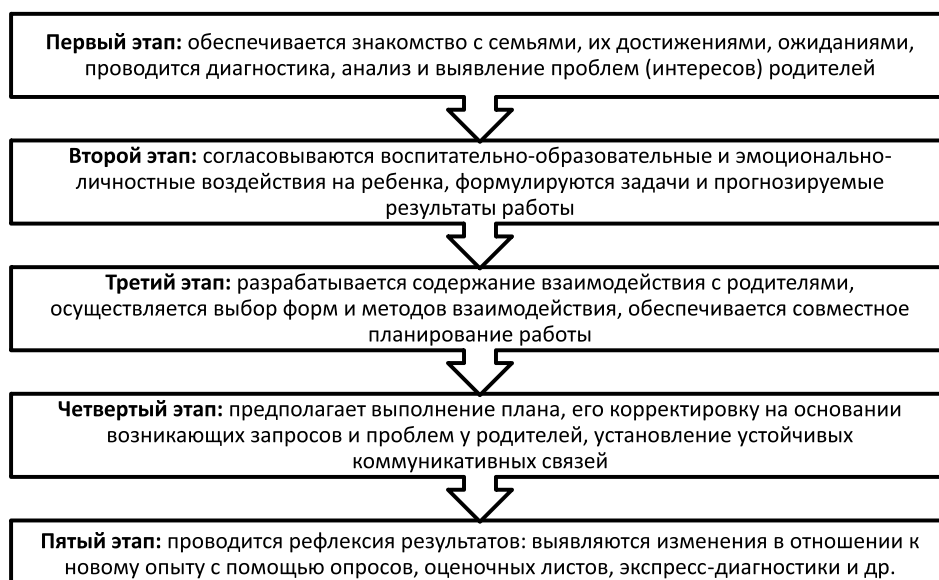 Первый этап: обеспечивается знакомство с семьями, их достижениями, ожиданиями,
проводится диагностика, анализ и выявление проблем (интересов) родителей
Второй этап: согласовываются воспитательно-образовательные и эмоционально-
личностные воздействия на ребенка, формулируются задачи и прогнозируемые
результаты работы
Третий этап: разрабатывается содержание взаимодействия с родителями,
осуществляется выбор форм и методов взаимодействия, обеспечивается совместное
планирование работы
Четвертый этап: предполагает выполнение плана, его корректировку на основании
возникающих запросов и проблем у родителей, установление устойчивых
коммуникативных связей
Пятый этап: проводится рефлексия результатов: выявляются изменения в отношении к
новому опыту с помощью опросов, оценочных листов, экспресс-диагностики и др.